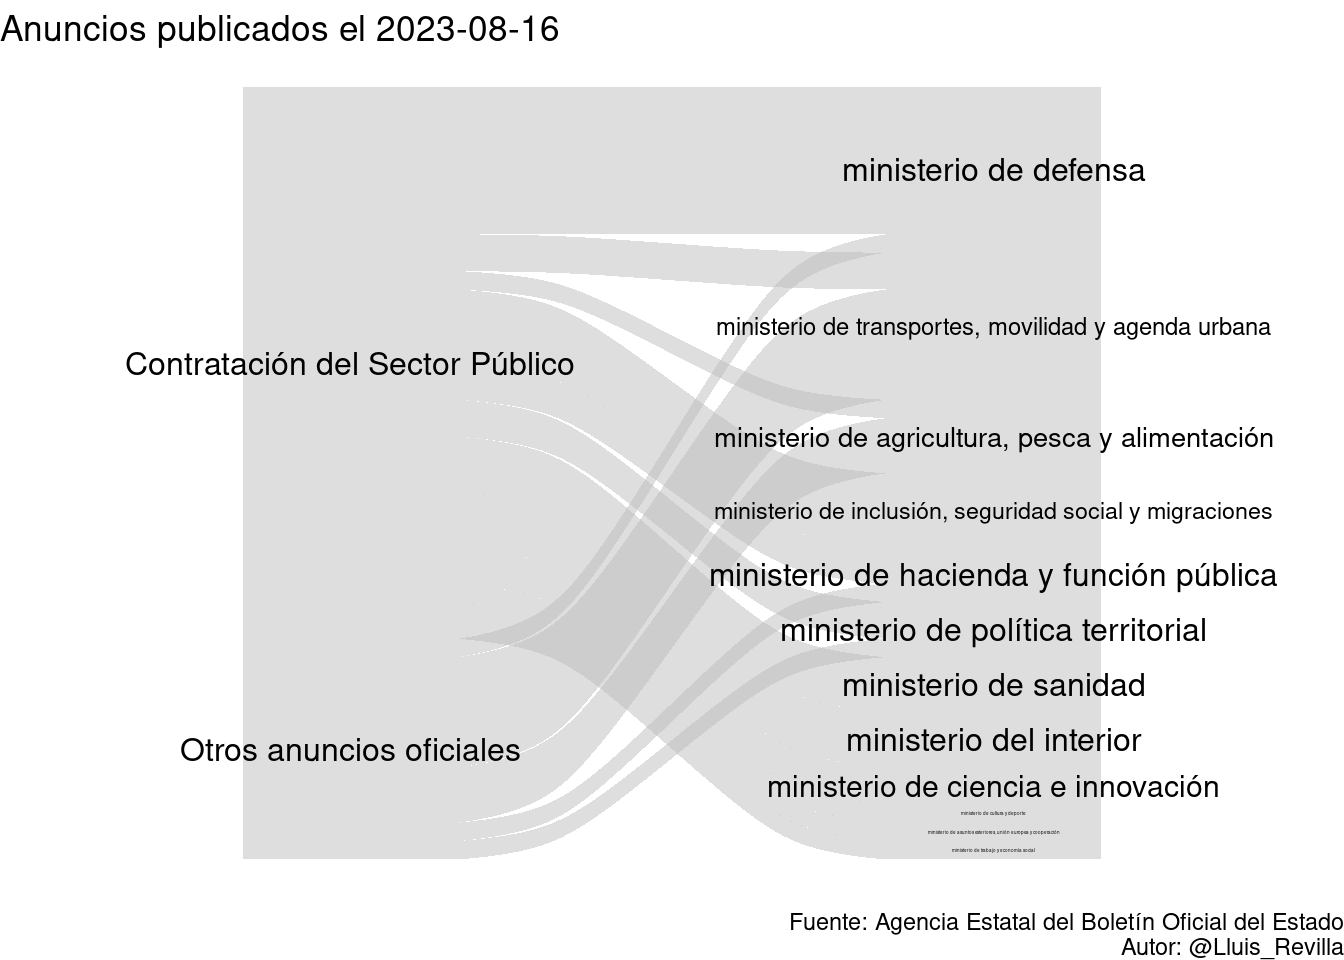 Anuncios publicados el 2023-08-16
ministerio de defensa
ministerio de transportes, movilidad y agenda urbana
Contratación del Sector Público
ministerio de agricultura, pesca y alimentación
ministerio de inclusión, seguridad social y migraciones
ministerio de hacienda y función pública
ministerio de política territorial
ministerio de sanidad
ministerio del interior
Otros anuncios oficiales
ministerio de ciencia e innovación
ministerio de cultura y deporte
ministerio de asuntos exteriores, unión europea y cooperación
ministerio de trabajo y economía social
Fuente: Agencia Estatal del Boletín Oficial del Estado
Autor: @Lluis_Revilla